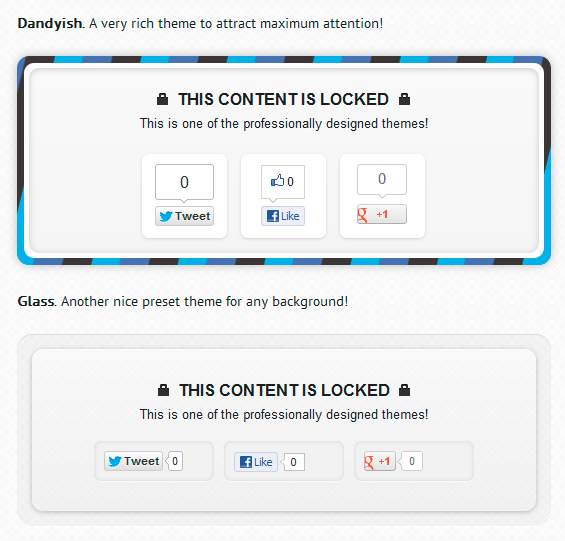 Dandyish. A very rich theme to attract maximum attention!
THIS CONTENT IS LOCKED
This is one of the professionally designed themes!
0 0 0
Tweet Like g +1
Glass. Another nice preset theme for any background!
THIS CONTENT IS LOCKED
This is one of the professionally designed themes!
Tweet 0 Like 0 g +1 0